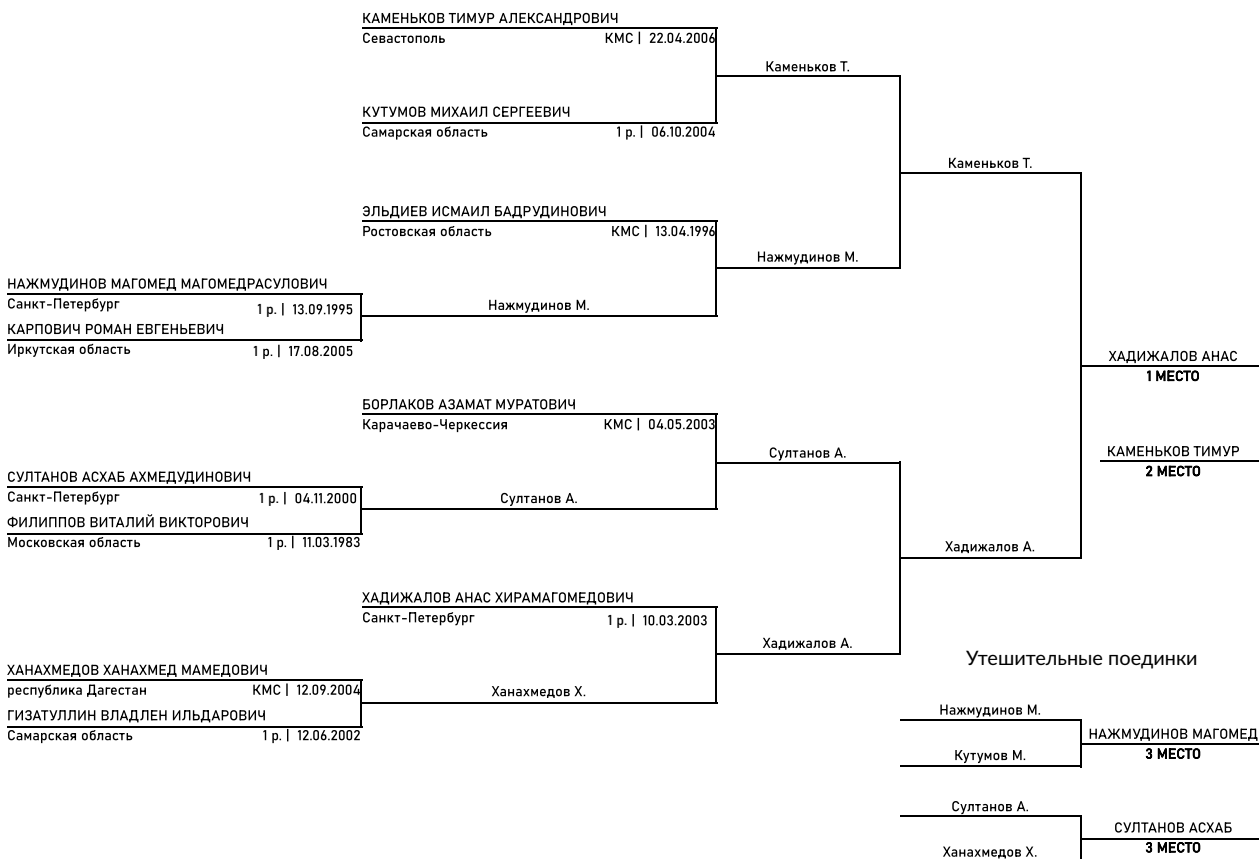 КАМЕНЬКОВ ТИМУР АЛЕКСАНДРОВИЧ
Севастополь КМС | 22.04.2006
Каменьков Т.
КУТУМОВ МИХАИЛ СЕРГЕЕВИЧ
Самарская область 1 р. | 06.10.2004
Каменьков Т.
ЭЛЬДИЕВ ИСМАИЛ БАДРУДИНОВИЧ
Ростовская область КМС | 13.04.1996
Нажмудинов М.
НАЖМУДИНОВ МАГОМЕД МАГОМЕДРАСУЛОВИЧ
Санкт-Петербург 1 р. | 13.09.1995
Нажмудинов М.
КАРПОВИЧ РОМАН ЕВГЕНЬЕВИЧ
Иркутская область 1 р. | 17.08.2005
ХАДИЖАЛОВ АНАС
1 МЕСТО
БОРЛАКОВ АЗАМАТ МУРАТОВИЧ
Карачаево-Черкессия КМС | 04.05.2003
Султанов А.
КАМЕНЬКОВ ТИМУР
2 МЕСТО
СУЛТАНОВ АСХАБ АХМЕДУДИНОВИЧ
Санкт-Петербург 1 р. | 04.11.2000
Султанов А.
ФИЛИППОВ ВИТАЛИЙ ВИКТОРОВИЧ
Московская область 1 р. | 11.03.1983
Хадижалов А.
ХАДИЖАЛОВ АНАС ХИРАМАГОМЕДОВИЧ
Санкт-Петербург 1 р. | 10.03.2003
Хадижалов А.
Утешительные поединки
ХАНАХМЕДОВ ХАНАХМЕД МАМЕДОВИЧ
республика Дагестан КМС | 12.09.2004
Ханахмедов Х.
ГИЗАТУЛЛИН ВЛАДЛЕН ИЛЬДАРОВИЧ
Самарская область 1 р. | 12.06.2002
Нажмудинов М.
НАЖМУДИНОВ МАГОМЕД
3 МЕСТО
Кутумов М.
Султанов А.
СУЛТАНОВ АСХАБ
3 МЕСТО
Ханахмедов Х.